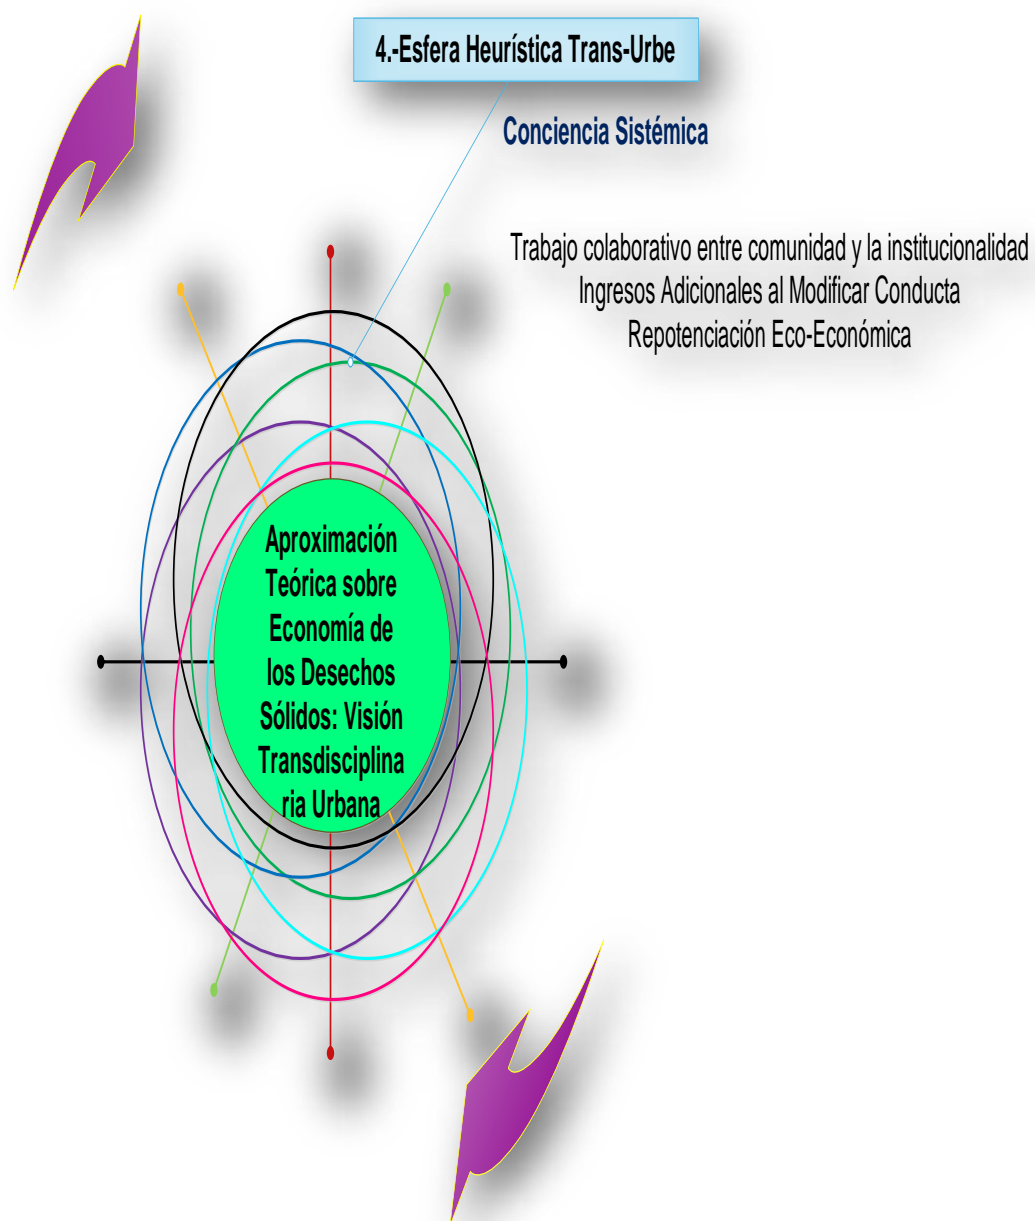 4.-Esfera Heurística Trans-Urbe
Conciencia Sistémica
Trabajo colaborativo entre comunidad y la institucionalidad
Ingresos Adicionales al Modificar Conducta
Repotenciación Eco-Económica
Aproximación
Teórica sobre
Economía de
los Desechos
Sólidos: Visión
Transdisciplina
ria Urbana